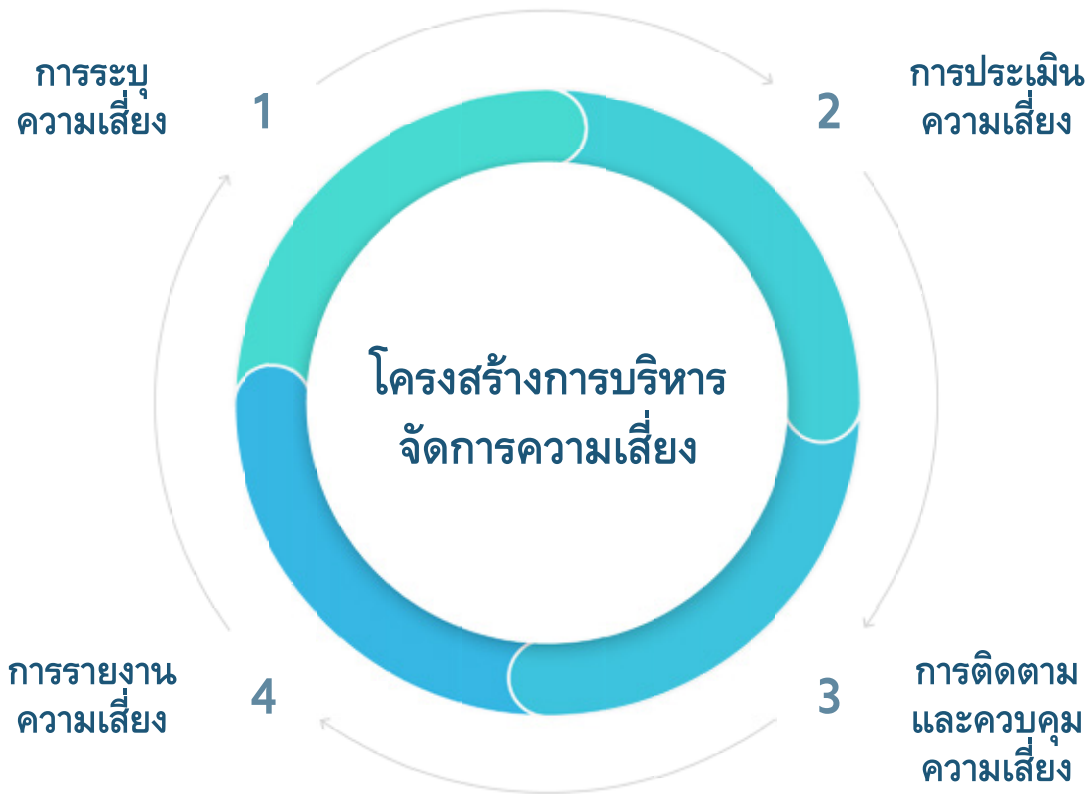 การระบุ
ความเสี่ยง
1
2
การประเมิน
ความเสี่ยง
โครงสร้างการบริหาร
จัดการความเสี่ยง
การรายงาน
ความเสี่ยง
4
3
การติดตาม
และควบคุม
ความเสี่ยง